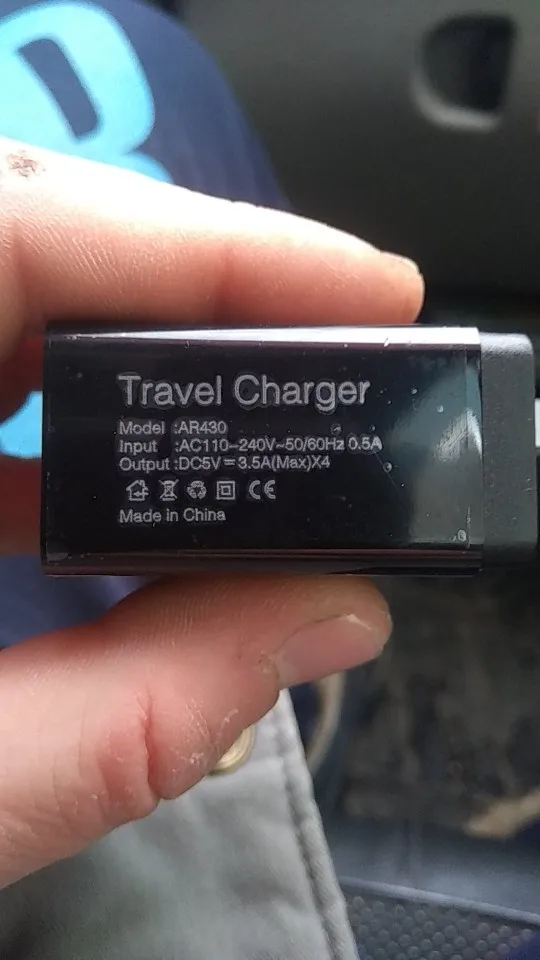 Travel Charger
Model :AR430
Input :AC110-240V~50/60Hz 0.5A
Output :DC5V⎓3.5A(Max)X4
CE
Made in China